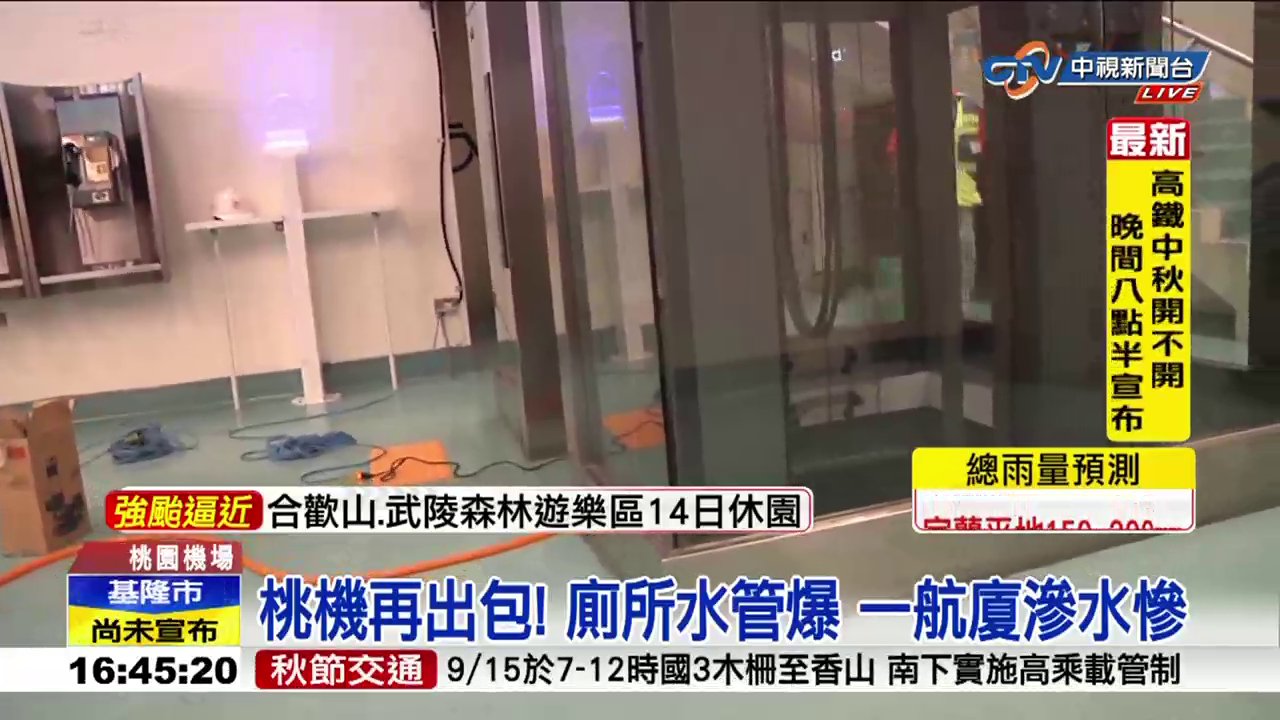 CTV 中視新聞台
LIVE
最新
高鐵中秋開不開
晚間八點半宣布
總雨量預測
強颱逼近 合歡山.武陵森林遊樂區14日休園
桃園機場
基隆市
尚未宣布
桃機再出包! 廁所水管爆 一航廈滲水慘
16:45:20 秋節交通 9/15於7-12時國3木柵至香山 南下實施高乘載管制